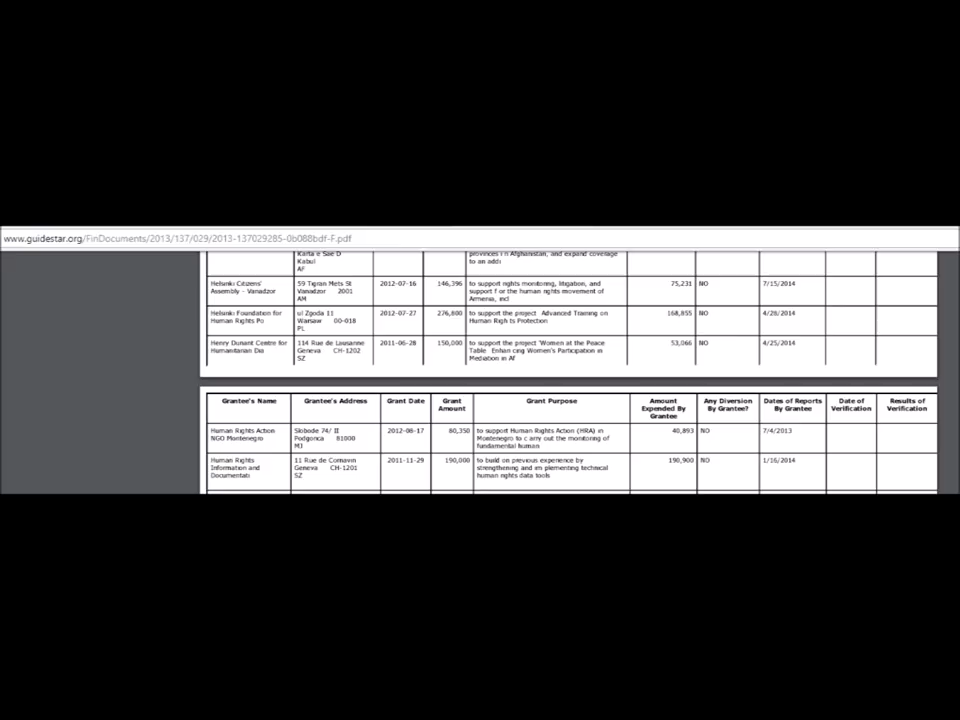 www.guidestar.org/FinDocuments/2013/137/029/2013-137029285-0b088bdf-F.pdf
Karta e Sae D
Kabul
AF
provinces i n Afghanistan, and expand coverage
to an addi
Helsinki Citizens'
Assembly – Vanadzor
59 Tigran Mets St
Vanadzor 2001
AM
2012-07-16
146,396
to support rights monitoring, litigation, and
support f or the human rights movement of
Armenia, incl
75,231
NO
7/15/2014
Helsinki Foundation for
Human Rights Po
ul Zgoda 11
Warsaw 00-018
PL
2012-07-27
276,800
to support the project Advanced Training on
Human Righ ts Protection
168,855
NO
4/28/2014
Henry Dunant Centre for
Humanitarian Dia
114 Rue de Lausanne
Geneva CH-1202
SZ
2011-06-28
150,000
to support the project 'Women at the Peace
Table Enhan cing Women's Participation in
Mediation in Af
53,066
NO
4/25/2014
Grantee's Name
Grantee's Address
Grant Date
Grant
Amount
Grant Purpose
Amount
Expended By
Grantee
Any Diversion
By Grantee?
Dates of Reports
By Grantee
Date of
Verification
Results of
Verification
Human Rights Action
NGO Montenegro
Slobode 74/ II
Podgorica 81000
MJ
2012-08-17
80,350
to support Human Rights Action (HRA) in
Montenegro to c arry out the monitoring of
fundamental human
40,893
NO
7/4/2013
Human Rights
Information and
Documentati
11 Rue de Cornavin
Geneva CH-1201
SZ
2011-11-29
190,000
to build on previous experience by
strengthening and im plementing technical
human rights data tools
190,900
NO
1/16/2014